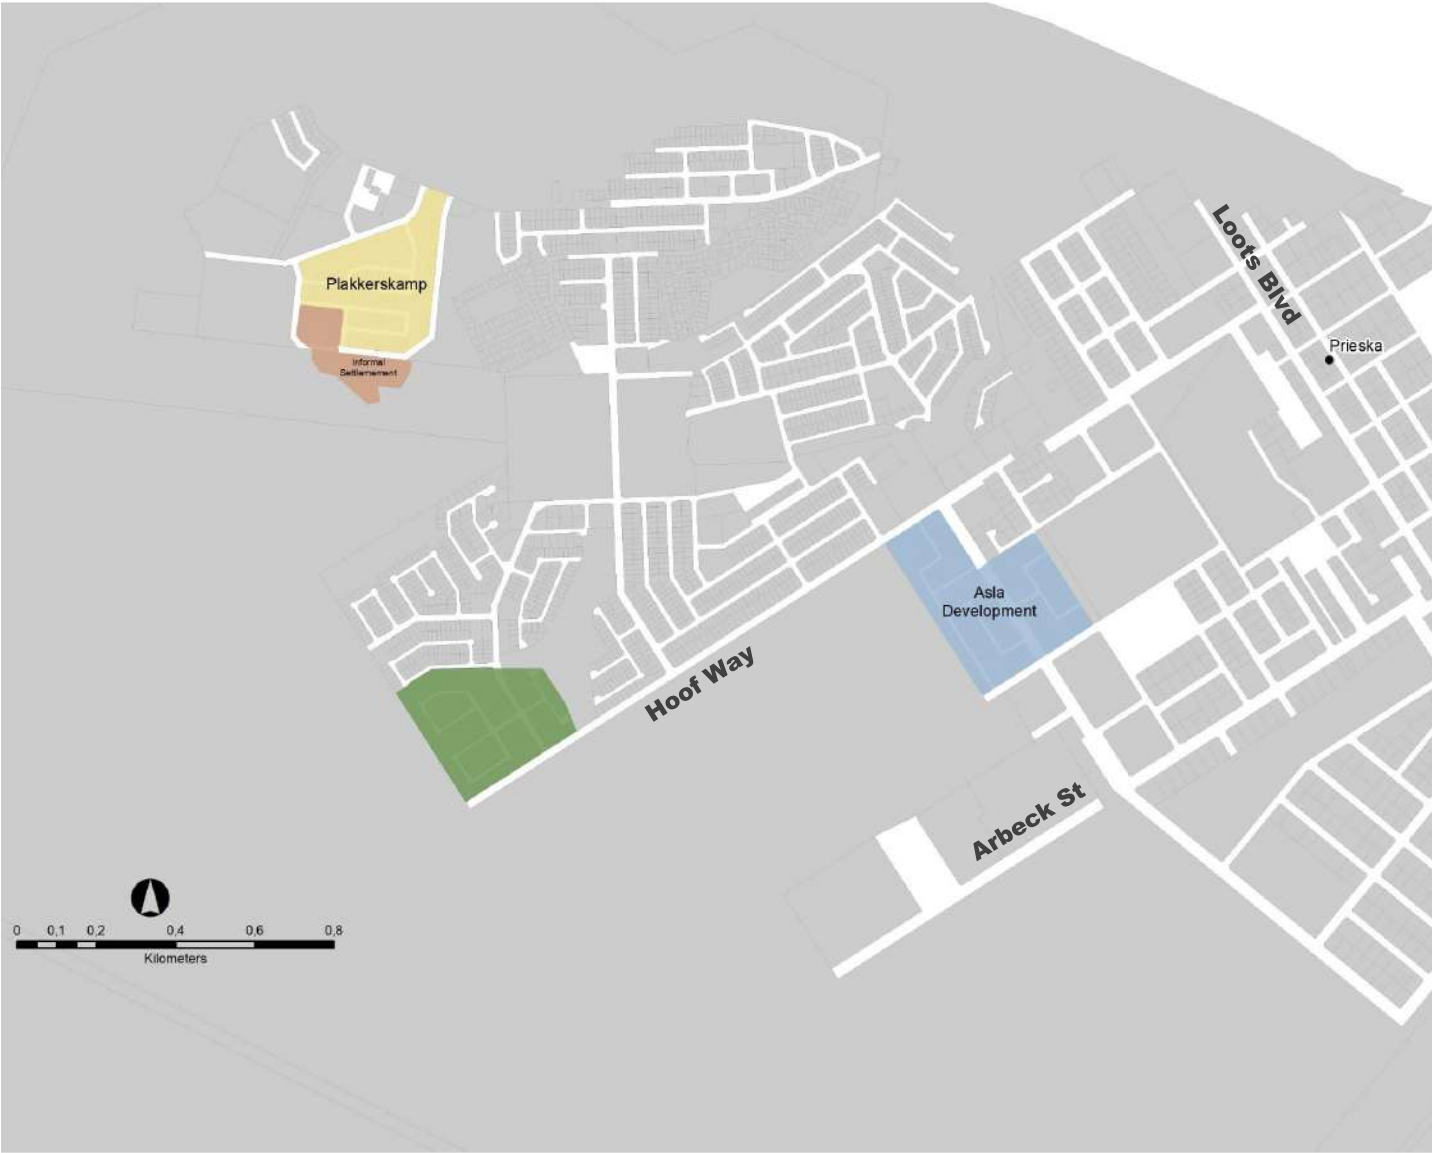 Loots Blvd
Plakkerskamp
Prieska
Informal
Settlemement
Asla
Development
Hoof Way
Arbeck St
0 0,1 0,2 0,4 0,6 0,8
Kilometers